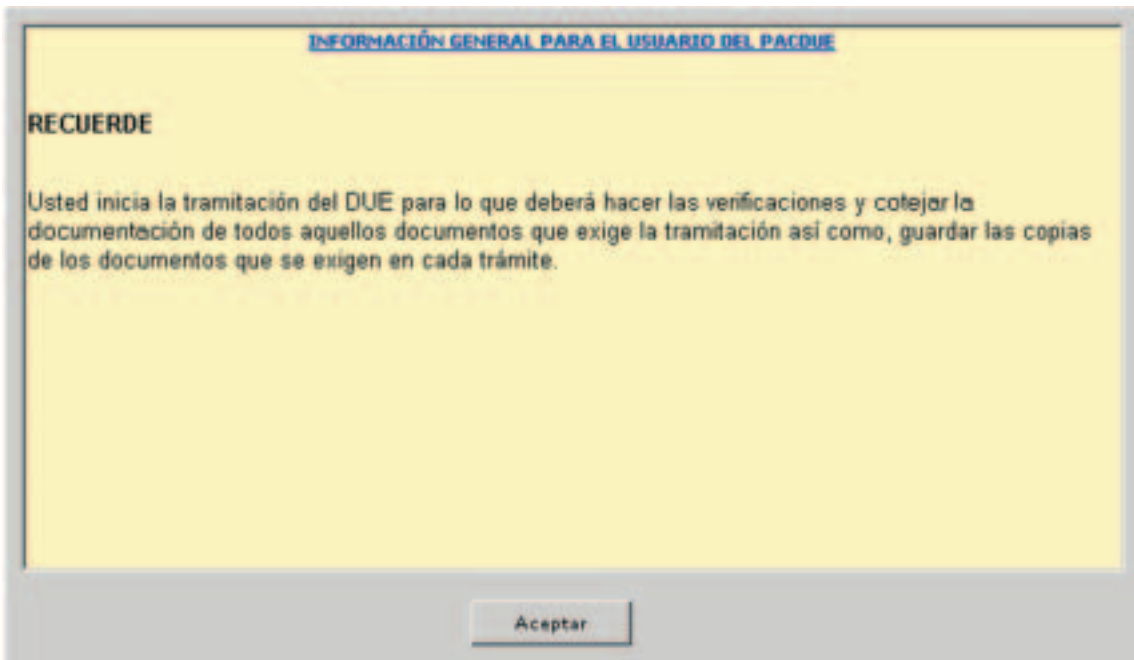 INFORMACIÓN GENERAL PARA EL USUARIO DEL PACDUE
RECUERDE
Usted inicia la tramitación del DUE para lo que deberá hacer las verificaciones y cotejar la
documentación de todos aquellos documentos que exige la tramitación así como, guardar las copias
de los documentos que se exigen en cada trámite.
Aceptar